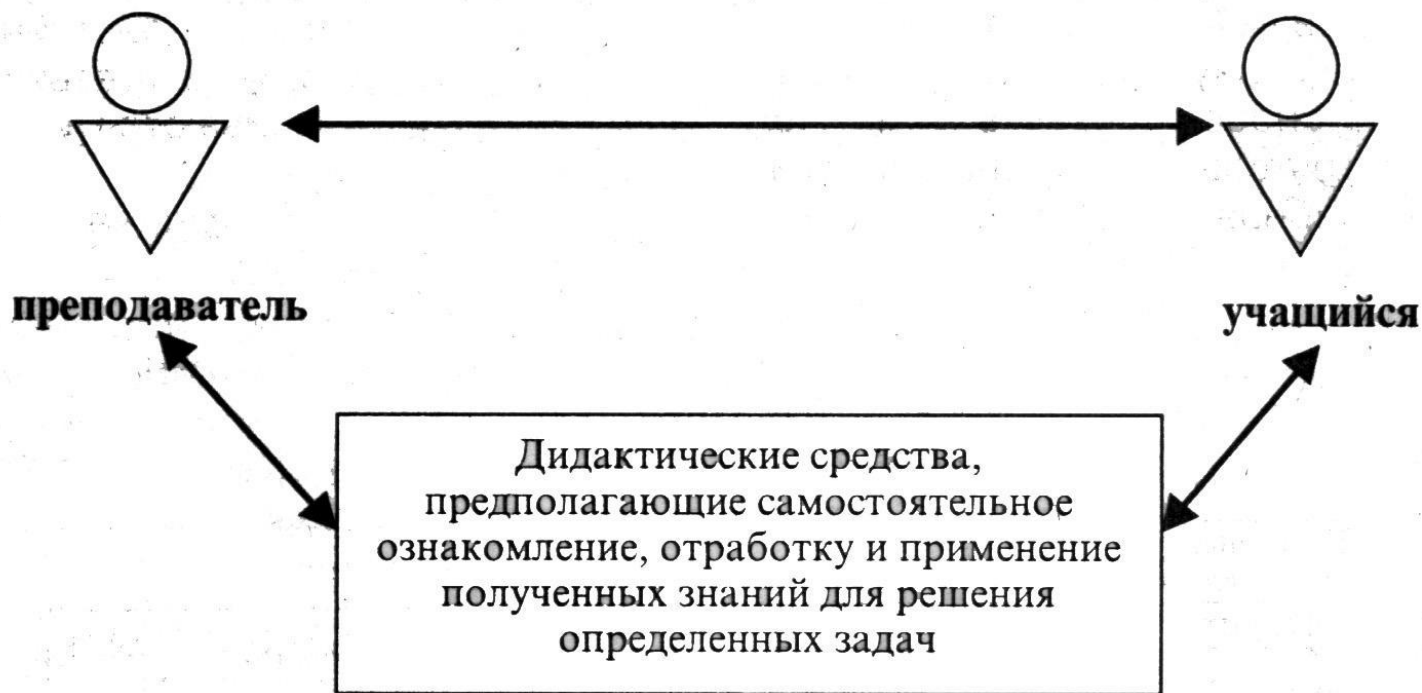 преподаватель
учащийся
Дидактические средства,
предполагающие самостоятельное
ознакомление, отработку и применение
полученных знаний для решения
определенных задач